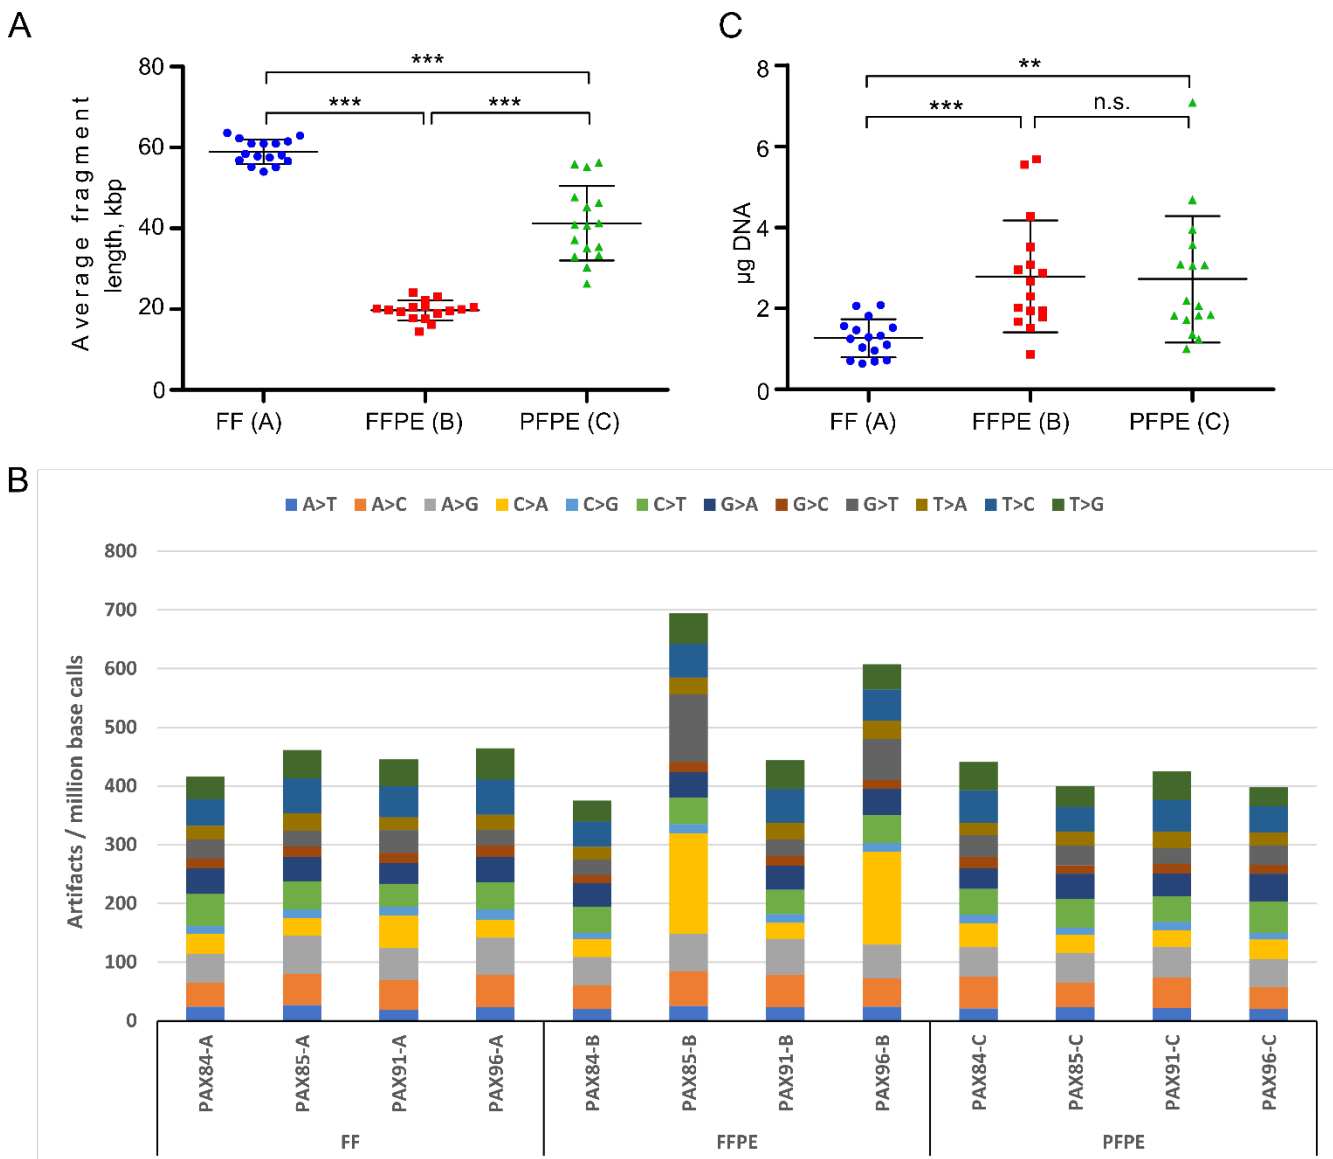 A
C
80
60
40
20
0
Average fragment
length, kbp
***
***
***
FF (A)
FFPE (B)
PFPE (C)
8
6
4
2
0
µg DNA
**
***
n.s.
FF (A)
FFPE (B)
PFPE (C)
B
A>T A>C A>G C>A C>G C>T G>A G>C G>T T>A T>C T>G
800
700
600
500
400
300
200
100
0
Artifacts / million base calls
PAX84-A
PAX85-A
PAX91-A
PAX96-A
PAX84-B
PAX85-B
PAX91-B
PAX96-B
PAX84-C
PAX85-C
PAX91-C
PAX96-C
FF
FFPE
PFPE